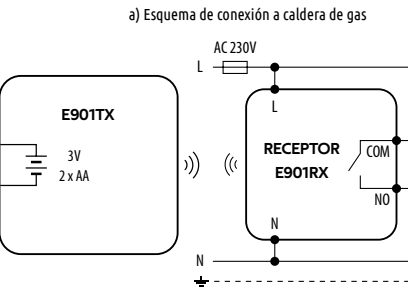 a) Esquema de conexión a caldera de gas
AC 230V
L
E901TX
3V
2 x AA
L
RECEPTOR
E901RX
COM
NO
N
N